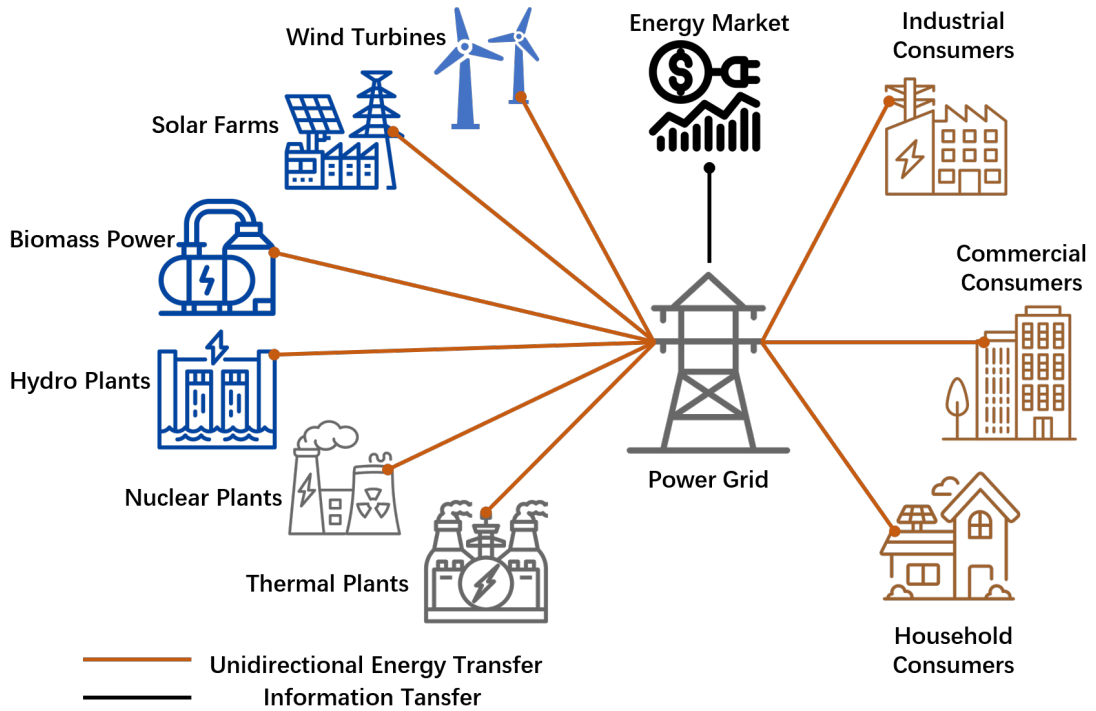 Wind Turbines
Energy Market
Industrial
Consumers
Solar Farms
Biomass Power
Commercial
Consumers
Hydro Plants
Nuclear Plants
Power Grid
Thermal Plants
Household
Consumers
Unidirectional Energy Transfer
Information Tansfer